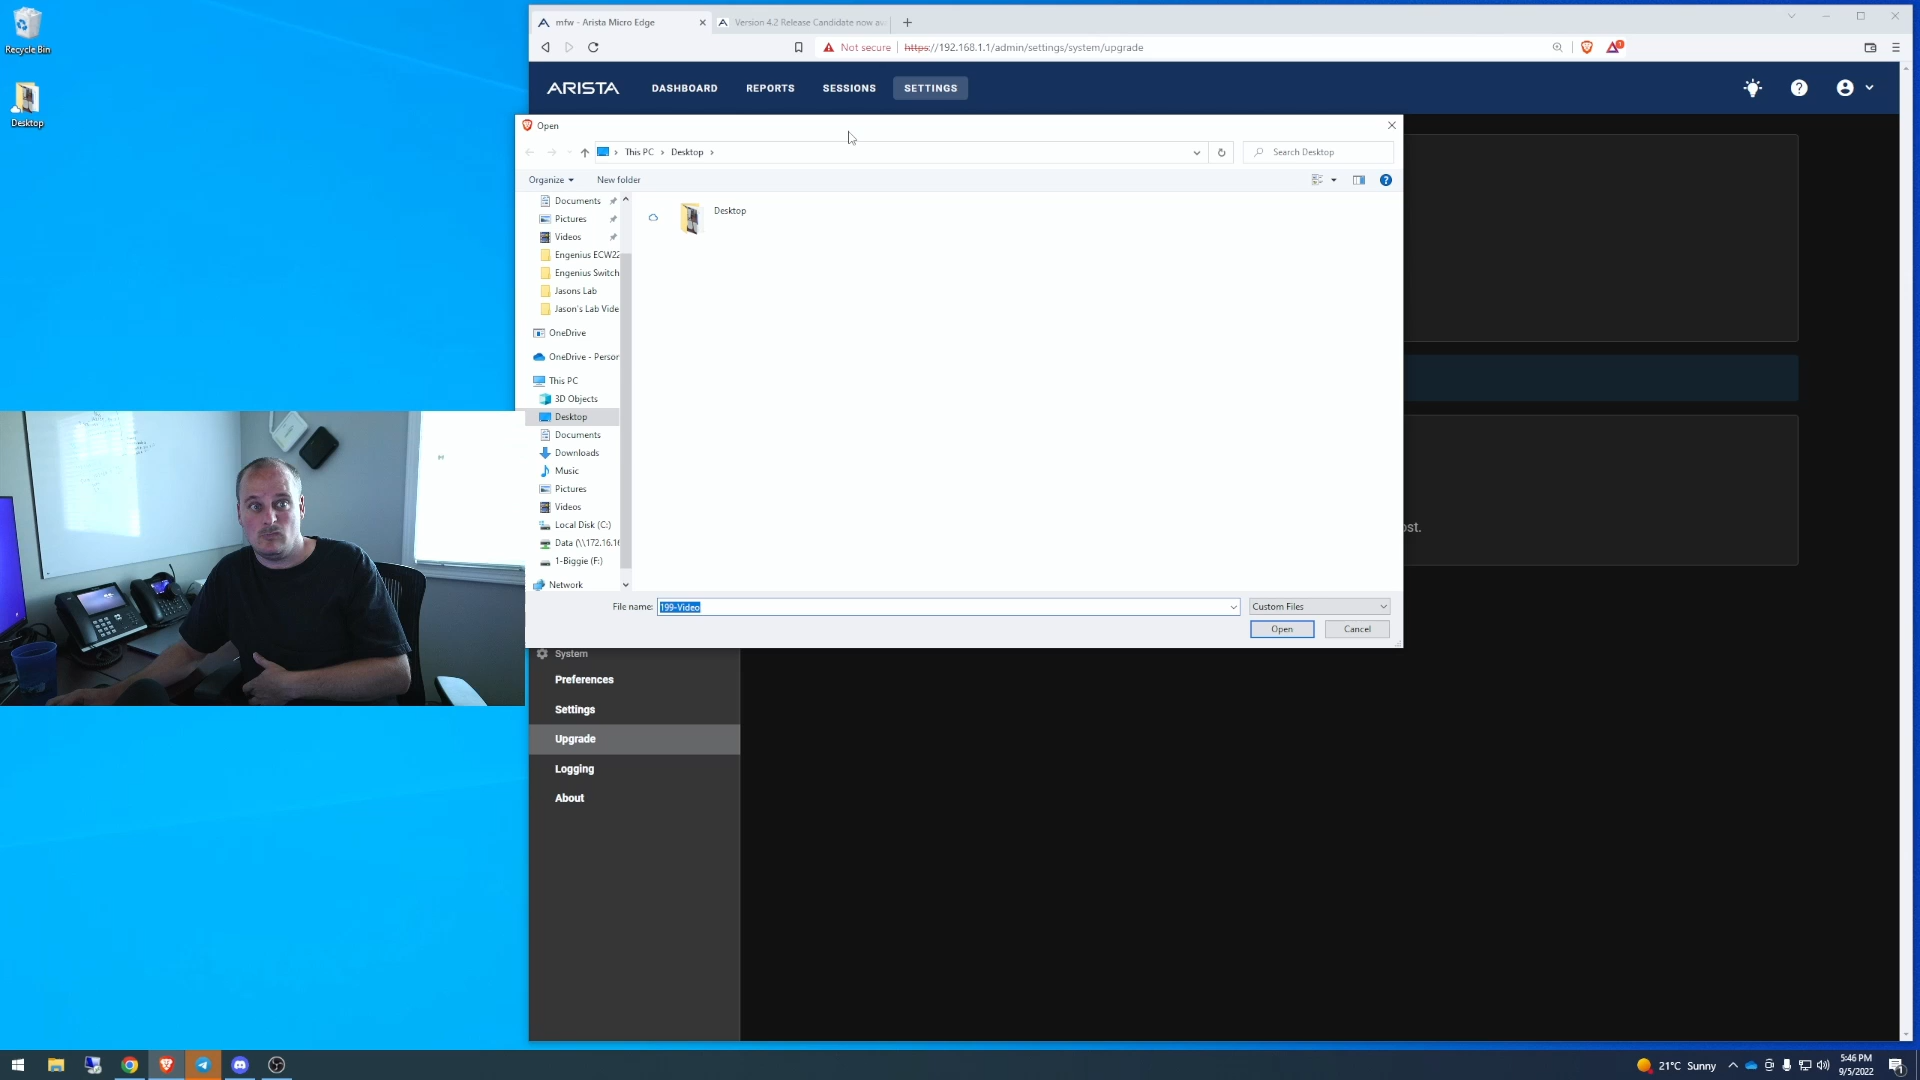 Recycle Bin
Desktop
mfw - Arista Micro Edge
Version 4.2 Release Candidate now av
Not secure
https://192.168.1.1/admin/settings/system/upgrade
ARISTA
DASHBOARD
REPORTS
SESSIONS
SETTINGS
Open
This PC
Desktop
Search Desktop
Organize
New folder
Documents
Pictures
Videos
Engenius ECW22
Engenius Switch
Jasons Lab
Jason's Lab Vide
OneDrive
OneDrive - Person
This PC
3D Objects
Desktop
Documents
Downloads
Music
Pictures
Videos
Local Disk (C:)
Data (\\172.16.16
1-Biggie (F:)
Network
Desktop
ost.
File name:
199-Video
Custom Files
Open
Cancel
System
Preferences
Settings
Upgrade
Logging
About
21°C Sunny
5:46 PM
9/5/2022